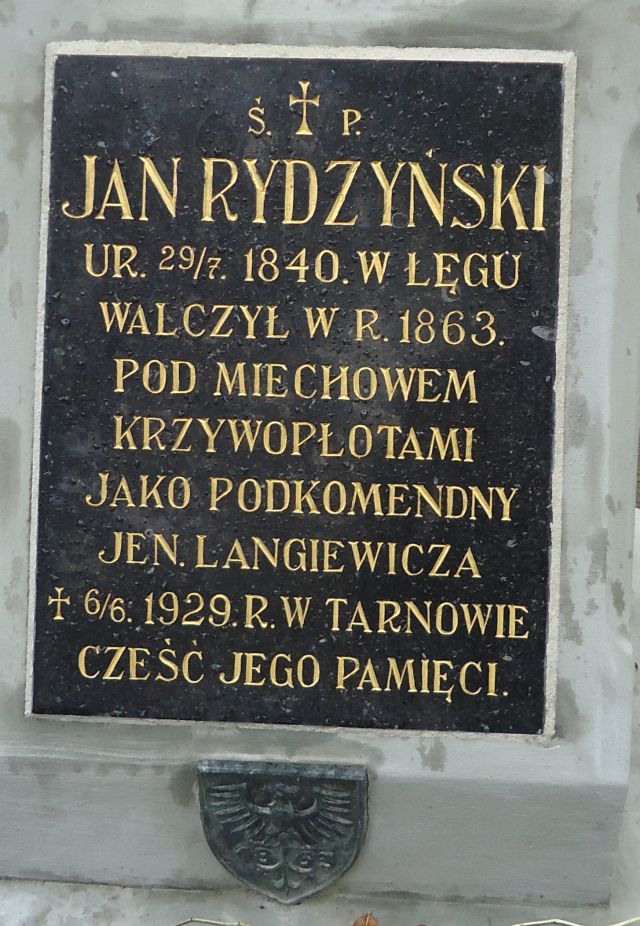 Ś. ✝ P.
JAN RYDZYŃSKI
UR. 29/7. 1840. W ŁĘGU
WALCZYŁ W R. 1863.
POD MIECHOWEM
KRZYWOPŁOTAMI
JAKO PODKOMENDNY
JEN. LANGIEWICZA
✝ 6/6. 1929. R. W TARNOWIE
CZEŚĆ JEGO PAMIĘCI.
1863